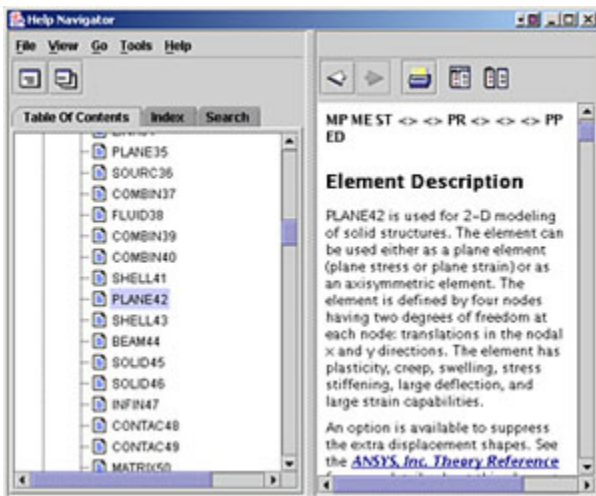 Help Navigator
File View Go Tools Help
Table Of Contents Index Search
PLANE35
SOURC36
COMBIN37
FLUID38
COMBIN39
COMBIN40
SHELL41
PLANE42
SHELL43
BEAM44
SOLID45
SOLID46
INFIN47
CONTAC48
CONTAC49
MATRIX50
MP ME ST <> <> PR <> <> <> PP
ED
Element Description
PLANE42 is used for 2-D modeling
of solid structures. The element can
be used either as a plane element
(plane stress or plane strain) or as
an axisymmetric element. The
element is defined by four nodes
having two degrees of freedom at
each node: translations in the nodal
x and y directions. The element has
plasticity, creep, swelling, stress
stiffening, large deflection, and
large strain capabilities.
An option is available to suppress
the extra displacement shapes. See
the ANSYS, Inc. Theory Reference